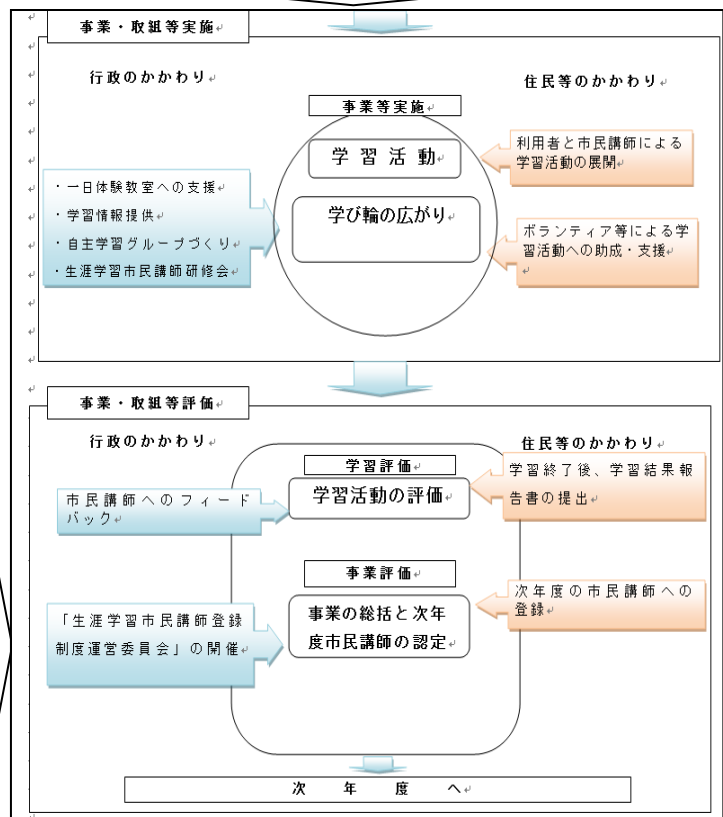 事業・取組等実施
行政のかかわり
住民等のかかわり
事業等実施
学習活動
学び輪の広がり
・一日体験教室への支援
・学習情報提供
・自主学習グループづくり
・生涯学習市民講師研修会
利用者と市民講師による
学習活動の展開
ボランティア等による学
習活動への助成・支援
事業・取組等評価
行政のかかわり
住民等のかかわり
学習評価
学習活動の評価
市民講師へのフィード
バック
学習終了後、学習結果報
告書の提出
事業評価
事業の総括と次年
度市民講師の認定
「生涯学習市民講師登録
制度運営委員会」の開催
次年度の市民講師への
登録
次年度へ